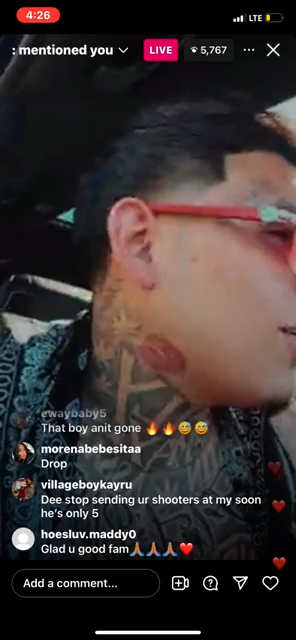 4:26
LTE
: mentioned you
LIVE
5,767
ewaybaby5
That boy anit gone 🔥🔥😅😅
morenabebesitaa
Drop
villageboykayru
Dee stop sending ur shooters at my soon
he's only 5
hoesluv.maddy0
Glad u good fam🙏🏽🙏🏽🙏🏽❤️
Add a comment...